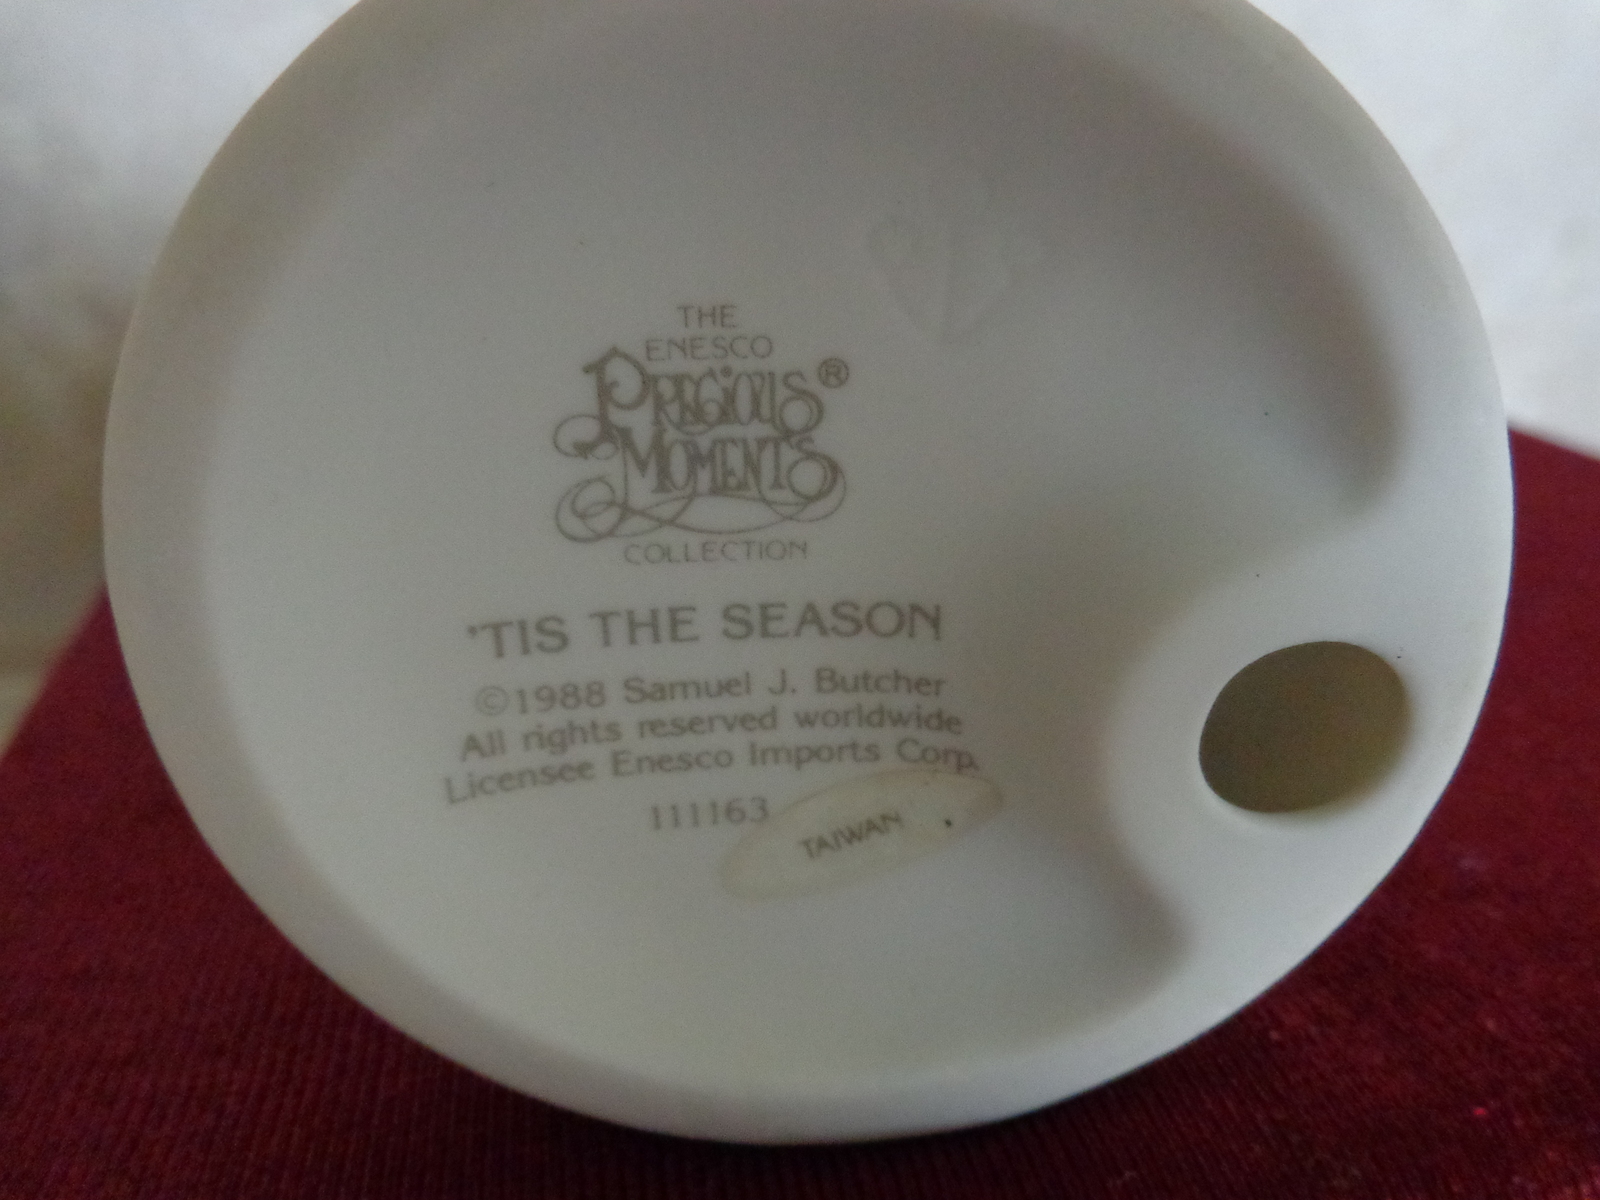 THE
ENESCO
PRECIOUS®
MOMENTS
COLLECTION
'TIS THE SEASON
©1988 Samuel J. Butcher
All rights reserved worldwide
Licensee Enesco Imports Corp.
111163
TAIWAN